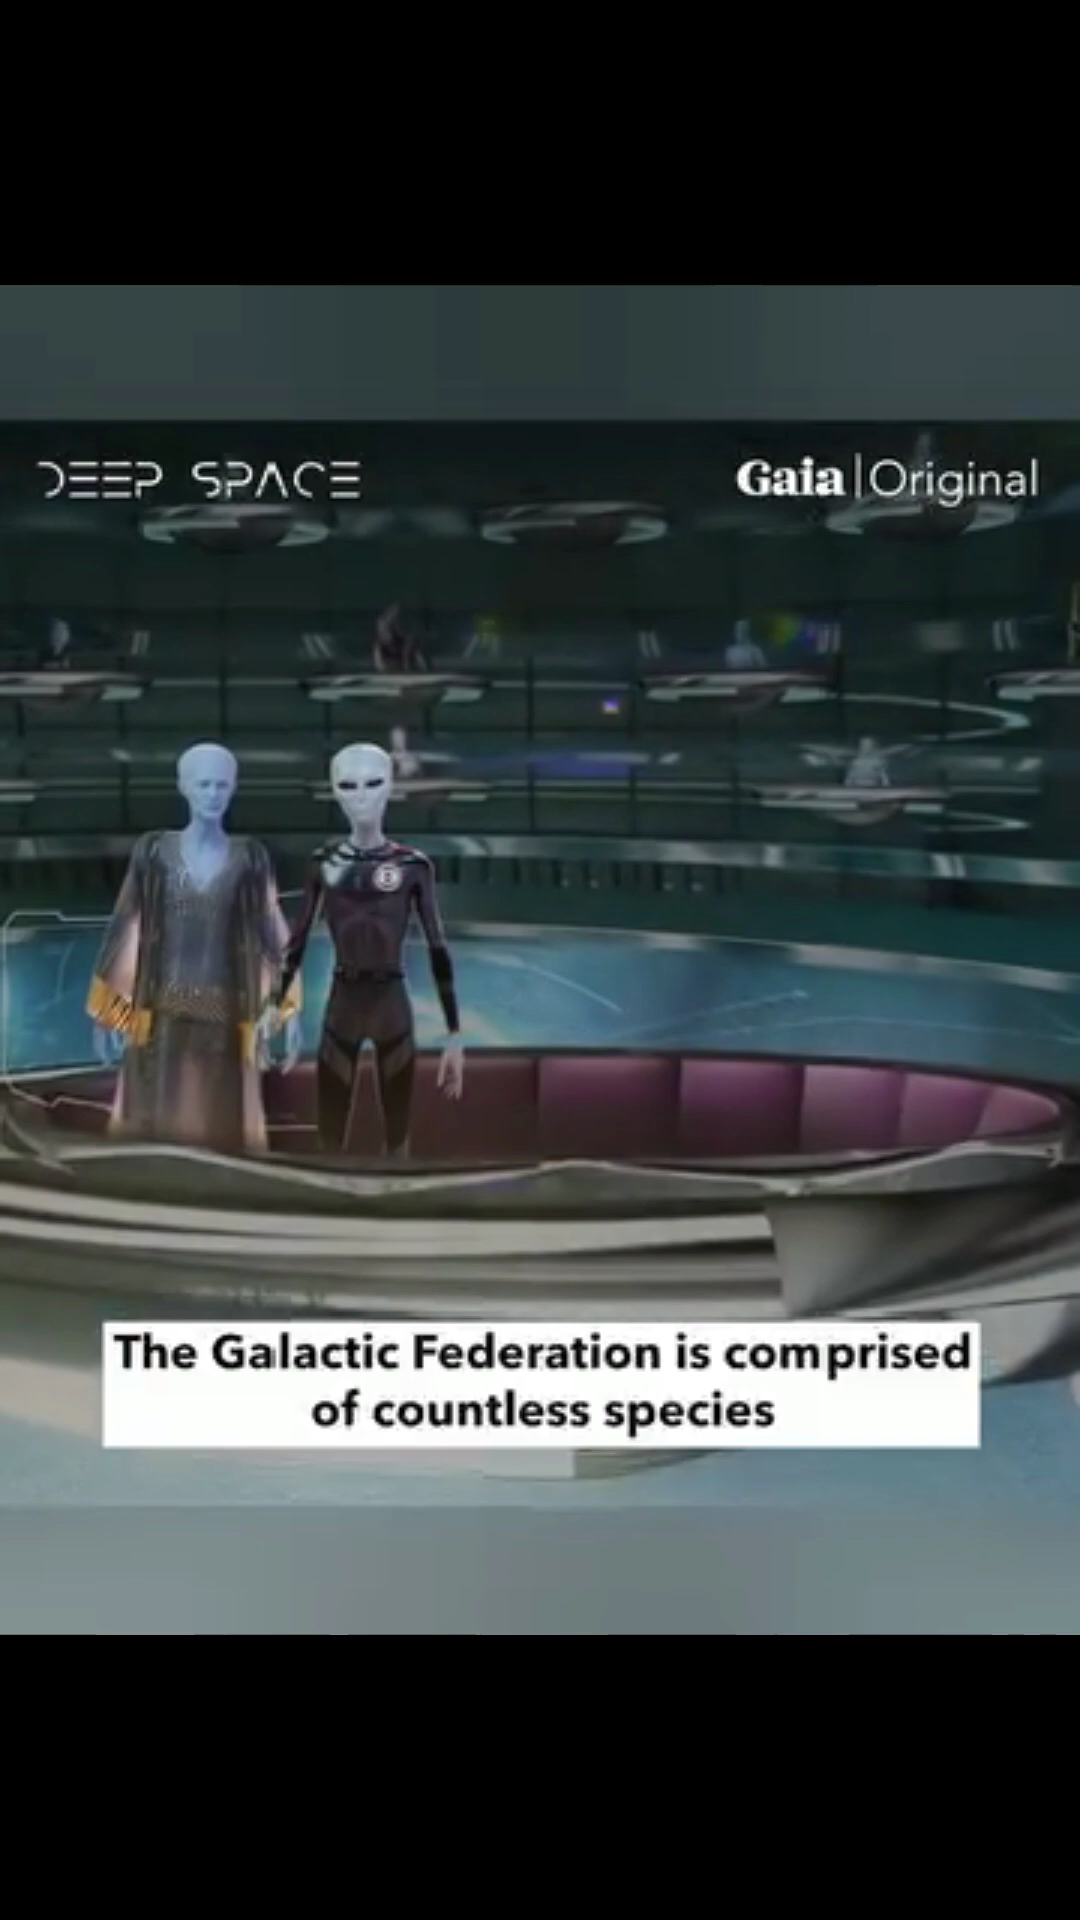 DEEP SPACE
Gaia|Original
The Galactic Federation is comprised
of countless species